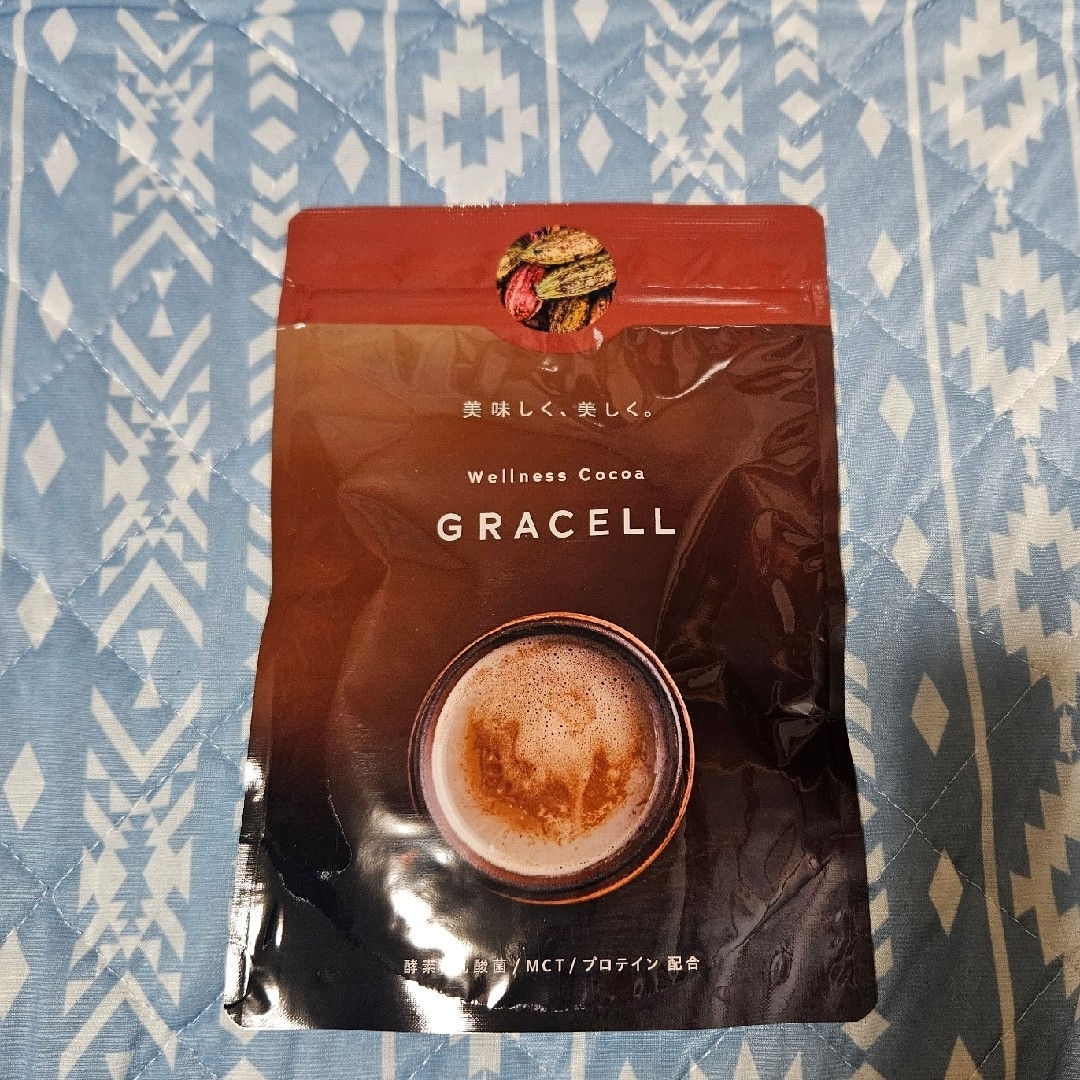 美味しく、美しく。
Wellness Cocoa
GRACELL
酵素 乳酸菌/MCT/プロテイン 配合